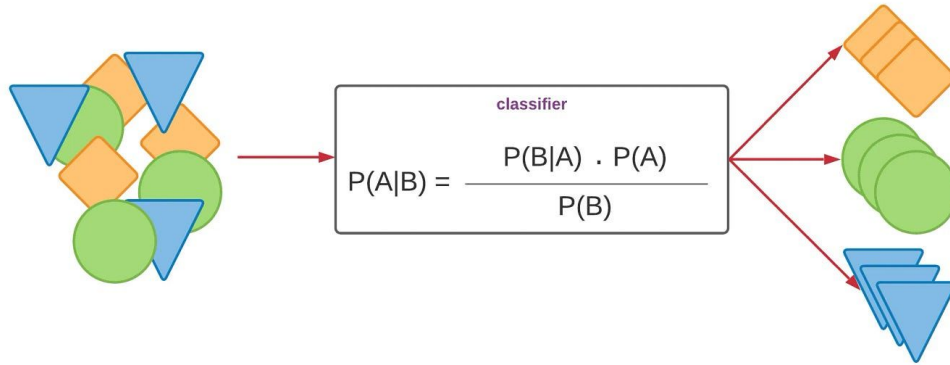 classifier
P(A|B) = P(B|A) . P(A)
P(B)